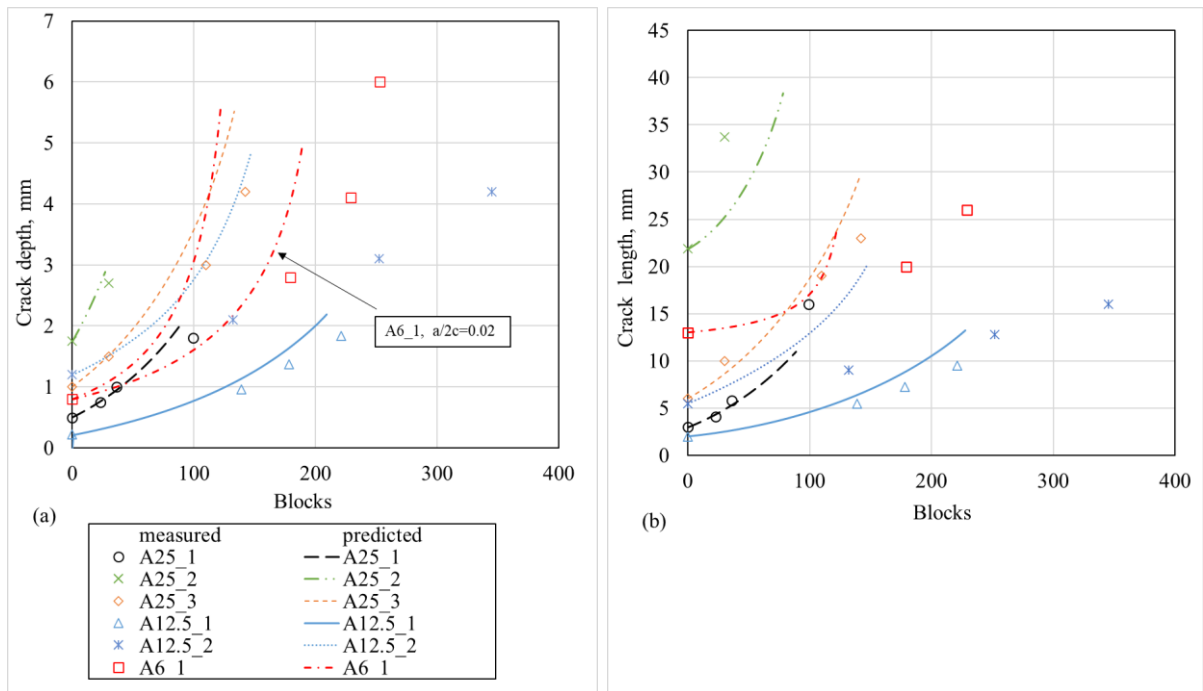 7
6
5
4
3
2
1
0
Crack depth, mm
0 100 200 300 400
Blocks
(a)
A6_1, a/2c=0.02
measured predicted
A25_1 A25_1
A25_2 A25_2
A25_3 A25_3
A12.5_1 A12.5_1
A12.5_2 A12.5_2
A6_1 A6_1
45
40
35
30
25
20
15
10
5
0
Crack length, mm
0 100 200 300 400
Blocks
(b)